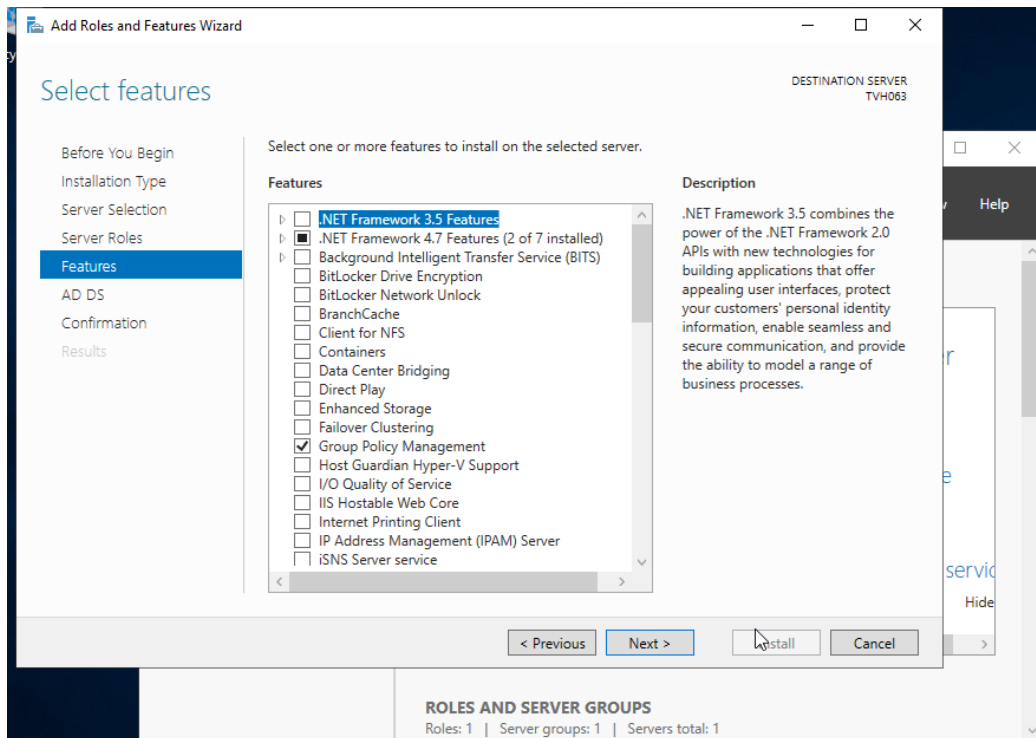 Add Roles and Features Wizard
Select features
DESTINATION SERVER
TVH063
Before You Begin
Installation Type
Server Selection
Server Roles
Features
AD DS
Confirmation
Results
Select one or more features to install on the selected server.
Features
.NET Framework 3.5 Features
.NET Framework 4.7 Features (2 of 7 installed)
Background Intelligent Transfer Service (BITS)
BitLocker Drive Encryption
BitLocker Network Unlock
BranchCache
Client for NFS
Containers
Data Center Bridging
Direct Play
Enhanced Storage
Failover Clustering
Group Policy Management
Host Guardian Hyper-V Support
I/O Quality of Service
IIS Hostable Web Core
Internet Printing Client
IP Address Management (IPAM) Server
iSNS Server service
Description
.NET Framework 3.5 combines the
power of the .NET Framework 2.0
APIs with new technologies for
building applications that offer
appealing user interfaces, protect
your customers' personal identity
information, enable seamless and
secure communication, and provide
the ability to model a range of
business processes.
< Previous
Next >
Install
Cancel
Help
servic
Hide
ROLES AND SERVER GROUPS
Roles: 1 | Server groups: 1 | Servers total: 1